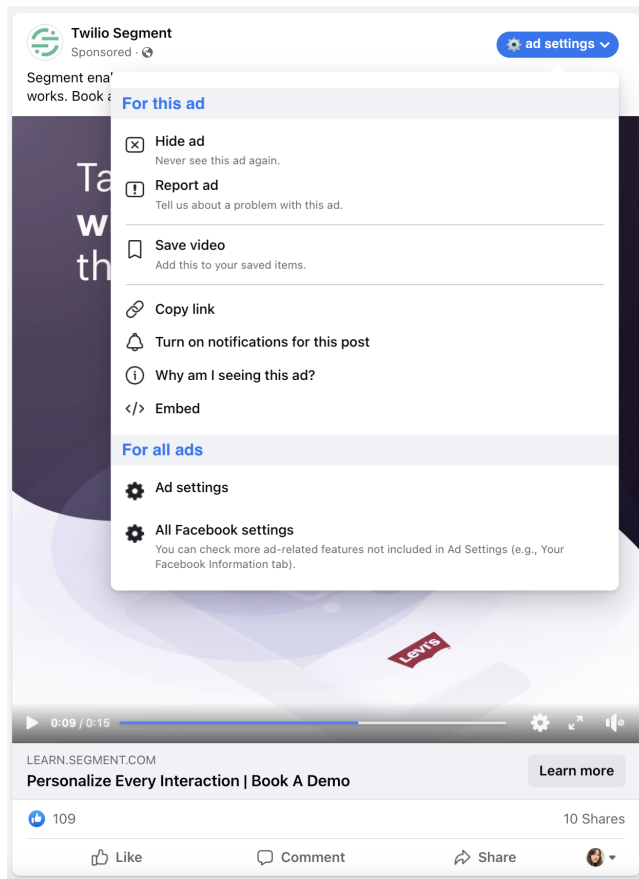 Twilio Segment
Sponsored ·
ad settings
Segment enal
works. Book a
For this ad
Hide ad
Never see this ad again.
Report ad
Tell us about a problem with this ad.
Save video
Add this to your saved items.
Copy link
Turn on notifications for this post
Why am I seeing this ad?
Embed
For all ads
Ad settings
All Facebook settings
You can check more ad-related features not included in Ad Settings (e.g., Your
Facebook Information tab).
Ta
w
th
Levi's
0:09 / 0:15
LEARN.SEGMENT.COM
Personalize Every Interaction | Book A Demo
Learn more
109
10 Shares
Like
Comment
Share